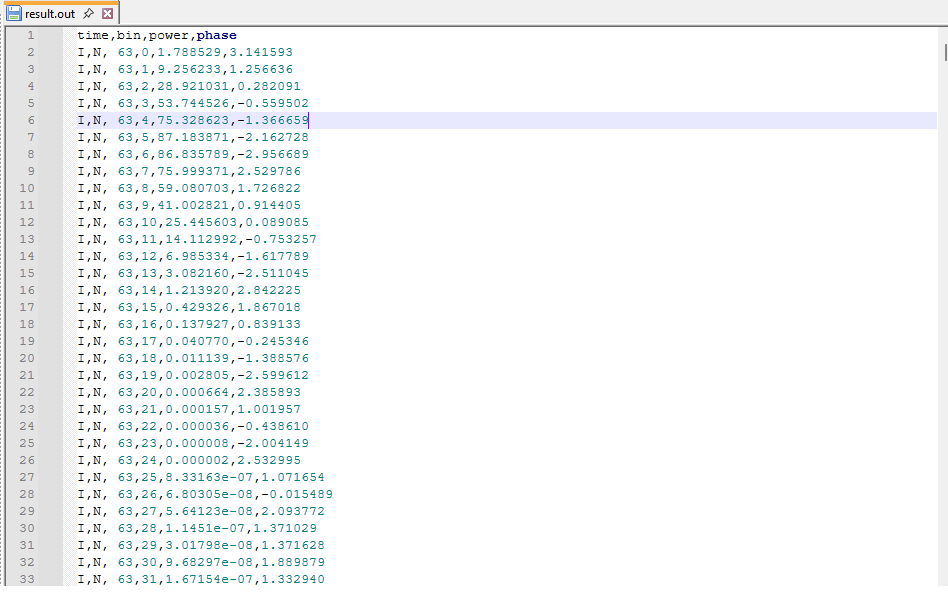 result.out
1 time,bin,power,phase
2 I,N, 63,0,1.788529,3.141593
3 I,N, 63,1,9.256233,1.256636
4 I,N, 63,2,28.921031,0.282091
5 I,N, 63,3,53.744526,-0.559502
6 I,N, 63,4,75.328623,-1.366659
7 I,N, 63,5,87.183871,-2.162728
8 I,N, 63,6,86.835789,-2.956689
9 I,N, 63,7,75.999371,2.529786
10 I,N, 63,8,59.080703,1.726822
11 I,N, 63,9,41.002821,0.914405
12 I,N, 63,10,25.445603,0.089085
13 I,N, 63,11,14.112992,-0.753257
14 I,N, 63,12,6.985334,-1.617789
15 I,N, 63,13,3.082160,-2.511045
16 I,N, 63,14,1.213920,2.842225
17 I,N, 63,15,0.429326,1.867018
18 I,N, 63,16,0.137927,0.839133
19 I,N, 63,17,0.040770,-0.245346
20 I,N, 63,18,0.011139,-1.388576
21 I,N, 63,19,0.002805,-2.599612
22 I,N, 63,20,0.000664,2.385893
23 I,N, 63,21,0.000157,1.001957
24 I,N, 63,22,0.000036,-0.438610
25 I,N, 63,23,0.000008,-2.004149
26 I,N, 63,24,0.000002,2.532995
27 I,N, 63,25,8.33163e-07,1.071654
28 I,N, 63,26,6.80305e-08,-0.015489
29 I,N, 63,27,5.64123e-08,2.093772
30 I,N, 63,28,1.1451e-07,1.371029
31 I,N, 63,29,3.01798e-08,1.371628
32 I,N, 63,30,9.68297e-08,1.889879
33 I,N, 63,31,1.67154e-07,1.332940